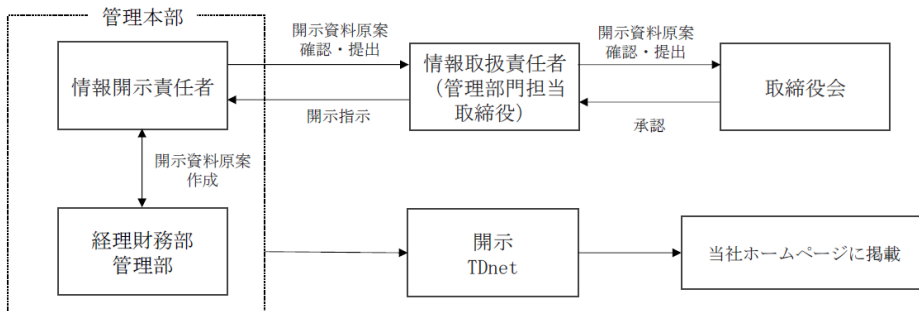 管理本部
情報開示責任者
開示資料原案
確認・提出
開示指示
情報取扱責任者
（管理部門担当
取締役）
開示資料原案
確認・提出
承認
取締役会
開示資料原案
作成
経理財務部
管理部
開示
TDnet
当社ホームページに掲載